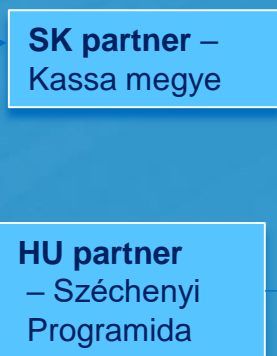 SK partner –
Kassa megye
HU partner
– Széchenyi
Programida